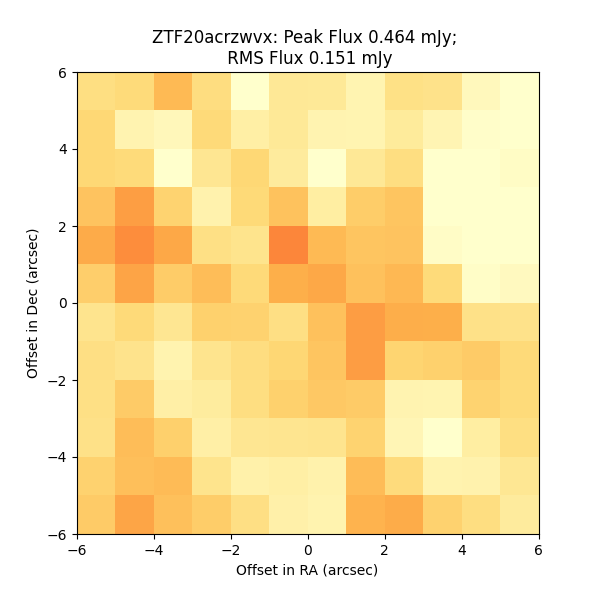 ZTF20acrzwvx: Peak Flux 0.464 mJy;
RMS Flux 0.151 mJy
6
4
2
0
−2
−4
−6
Offset in Dec (arcsec)
−6 −4 −2 0 2 4 6
Offset in RA (arcsec)